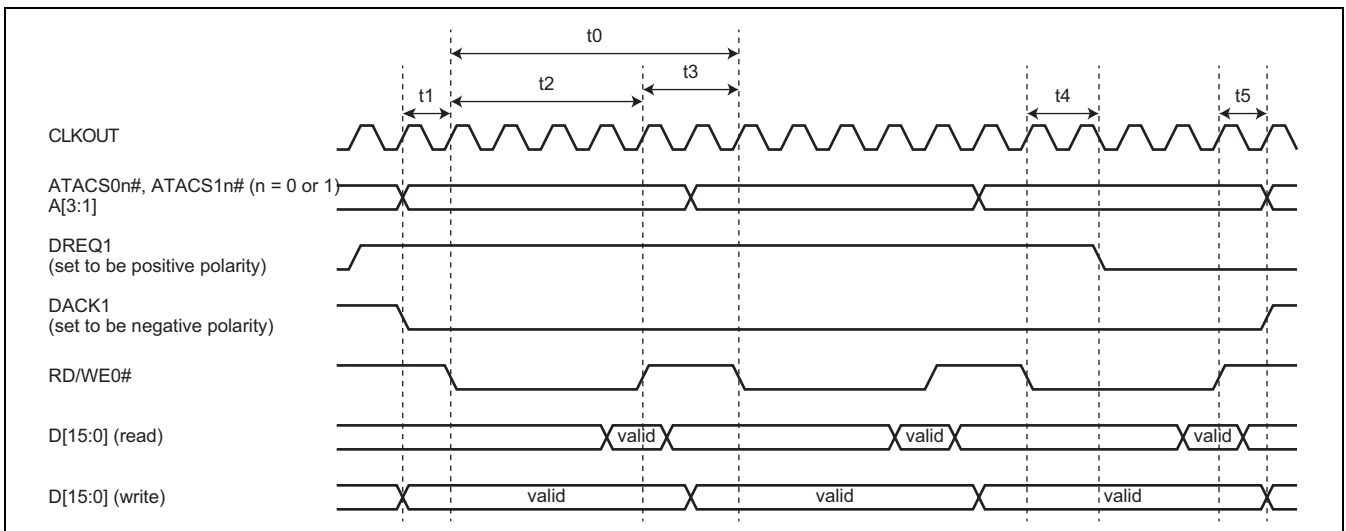 t0
t2
t3
t1
t4
t5
CLKOUT
ATACS0n#, ATACS1n# (n = 0 or 1)
A[3:1]
DREQ1
(set to be positive polarity)
DACK1
(set to be negative polarity)
RD/WE0#
D[15:0] (read)
valid
valid
valid
D[15:0] (write)
valid
valid
valid